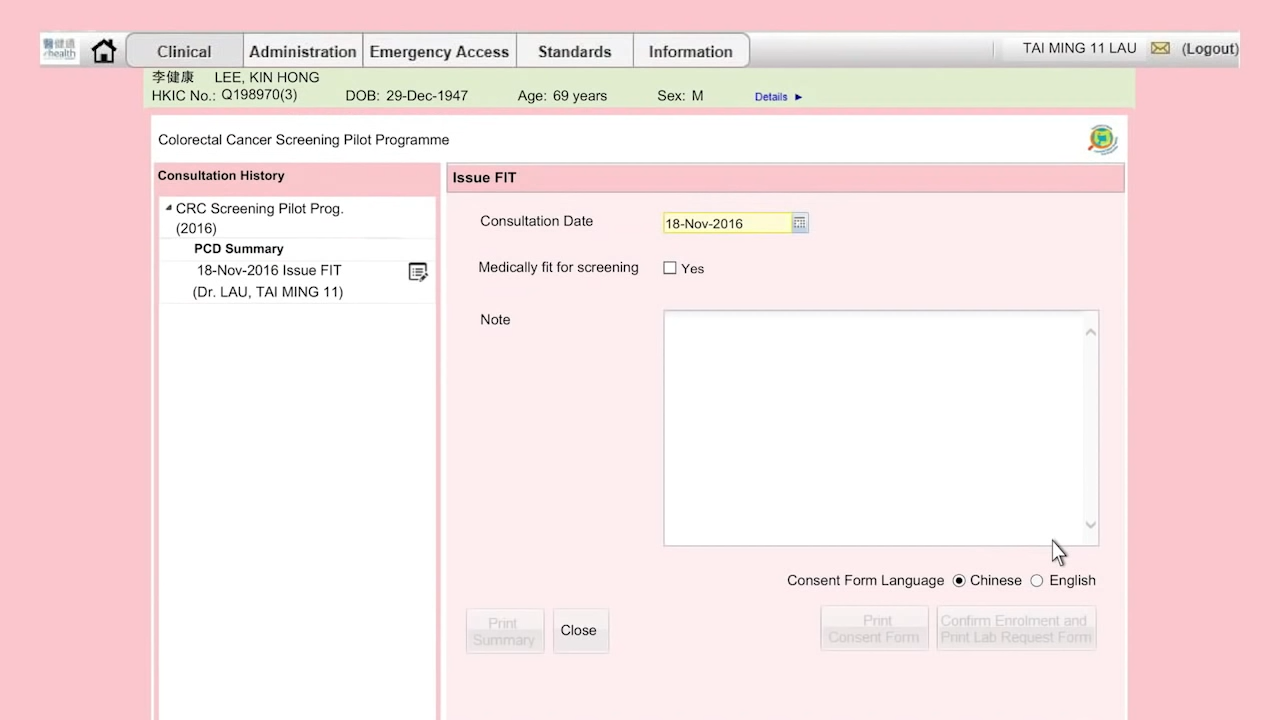 醫健通
eHealth
Clinical
Administration
Emergency Access
Standards
Information
TAI MING 11 LAU
(Logout)
李健康 LEE, KIN HONG
HKIC No.: Q198970(3) DOB: 29-Dec-1947 Age: 69 years Sex: M Details
Colorectal Cancer Screening Pilot Programme
Consultation History
CRC Screening Pilot Prog.
(2016)
PCD Summary
18-Nov-2016 Issue FIT
(Dr. LAU, TAI MING 11)
Issue FIT
Consultation Date 18-Nov-2016
Medically fit for screening Yes
Note
Consent Form Language Chinese English
Print
Summary
Close
Print
Consent Form
Confirm Enrolment and
Print Lab Request Form